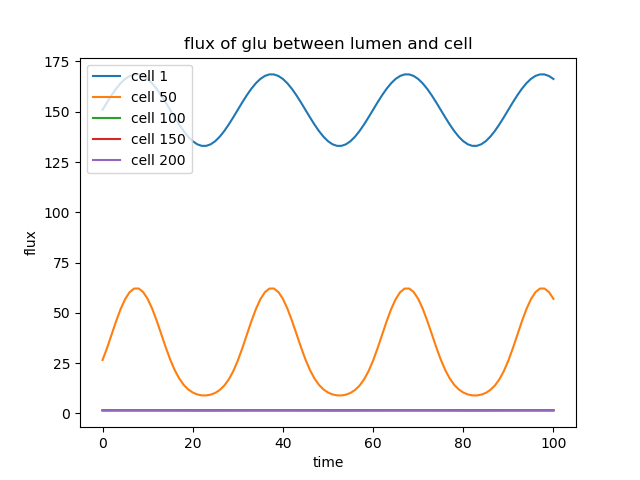 flux of glu between lumen and cell
cell 1
cell 50
cell 100
cell 150
cell 200
175
150
125
100
75
50
25
0
flux
0 20 40 60 80 100
time